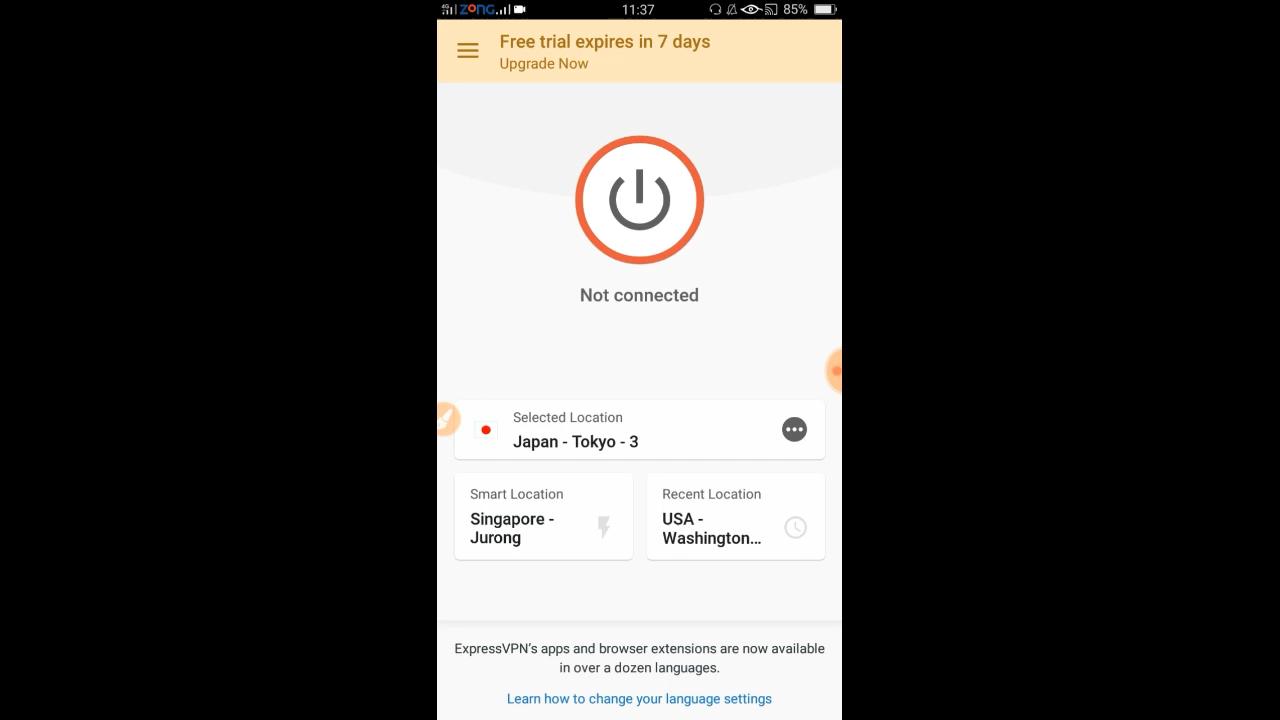 4G ZONG 11:37 85%
Free trial expires in 7 days
Upgrade Now
Not connected
Selected Location
Japan - Tokyo - 3
Smart Location
Singapore -
Jurong
Recent Location
USA -
Washington...
ExpressVPN's apps and browser extensions are now available
in over a dozen languages.
Learn how to change your language settings